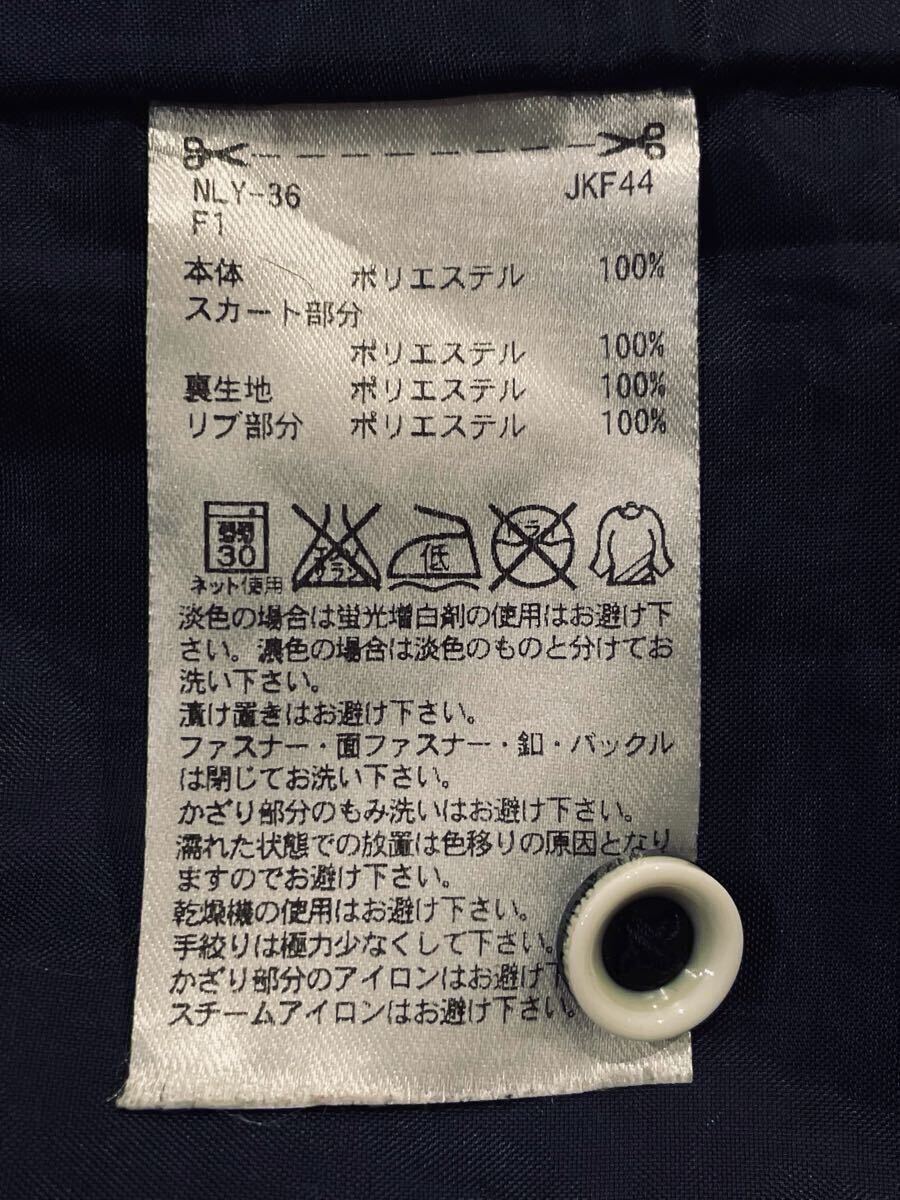 NLY-36 JKF44
F1
本体 ポリエステル 100%
スカート部分
ポリエステル 100%
裏生地 ポリエステル 100%
リブ部分 ポリエステル 100%
弱
30
ネット使用
エンソ
サラシ
低
ドライ
淡色の場合は蛍光増白剤の使用はお避け下
さい。濃色の場合は淡色のものと分けてお
洗い下さい。
漬け置きはお避け下さい。
ファスナー・面ファスナー・釦・バックル
は閉じてお洗い下さい。
かざり部分のもみ洗いはお避け下さい。
濡れた状態での放置は色移りの原因となり
ますのでお避け下さい。
乾燥機の使用はお避け下さい。
手絞りは極力少なくして下さい。
かざり部分のアイロンはお避け下
スチームアイロンはお避け下さい。